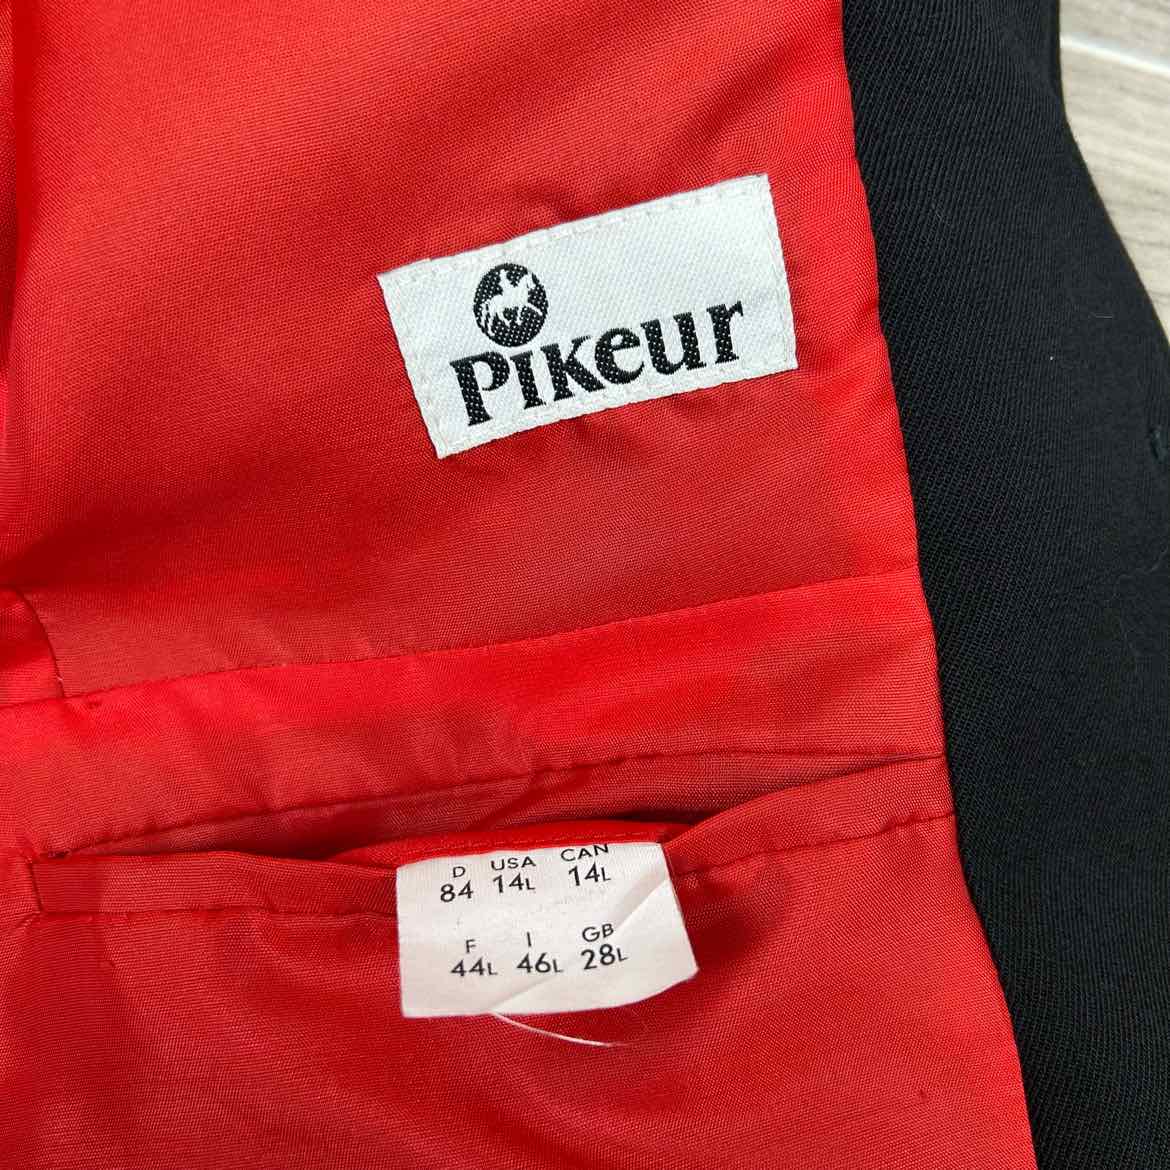 Pikeur
D USA CAN
84 14L 14L
F I GB
44L 46L 28L